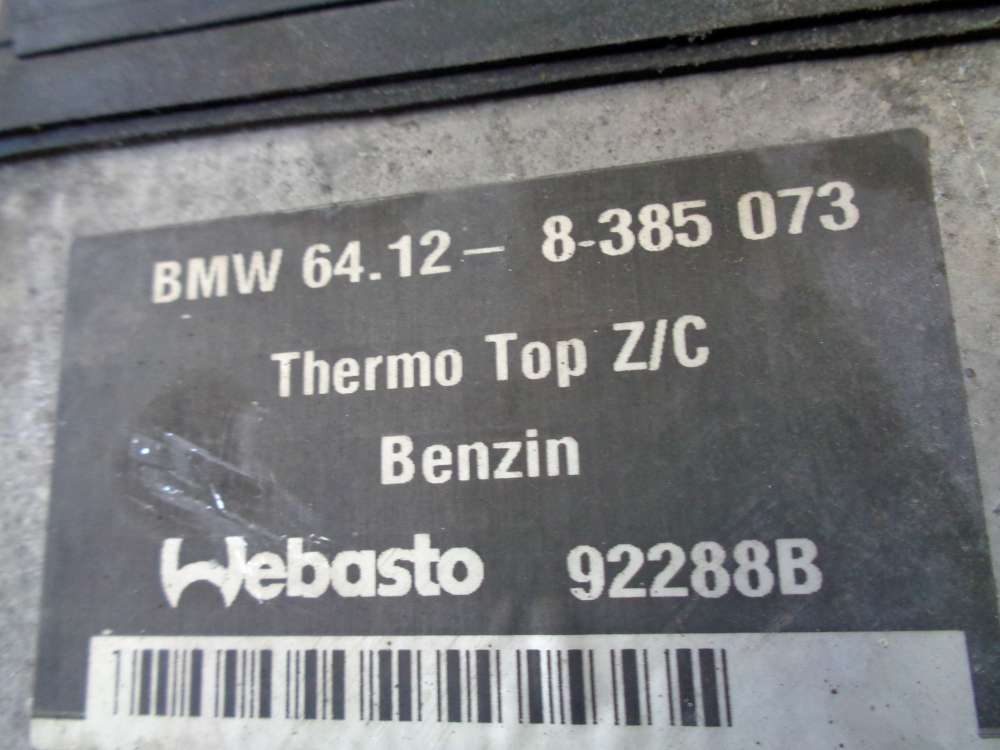 BMW 64.12 - 8-385 073
Thermo Top Z/C
Benzin
Webasto 92288B